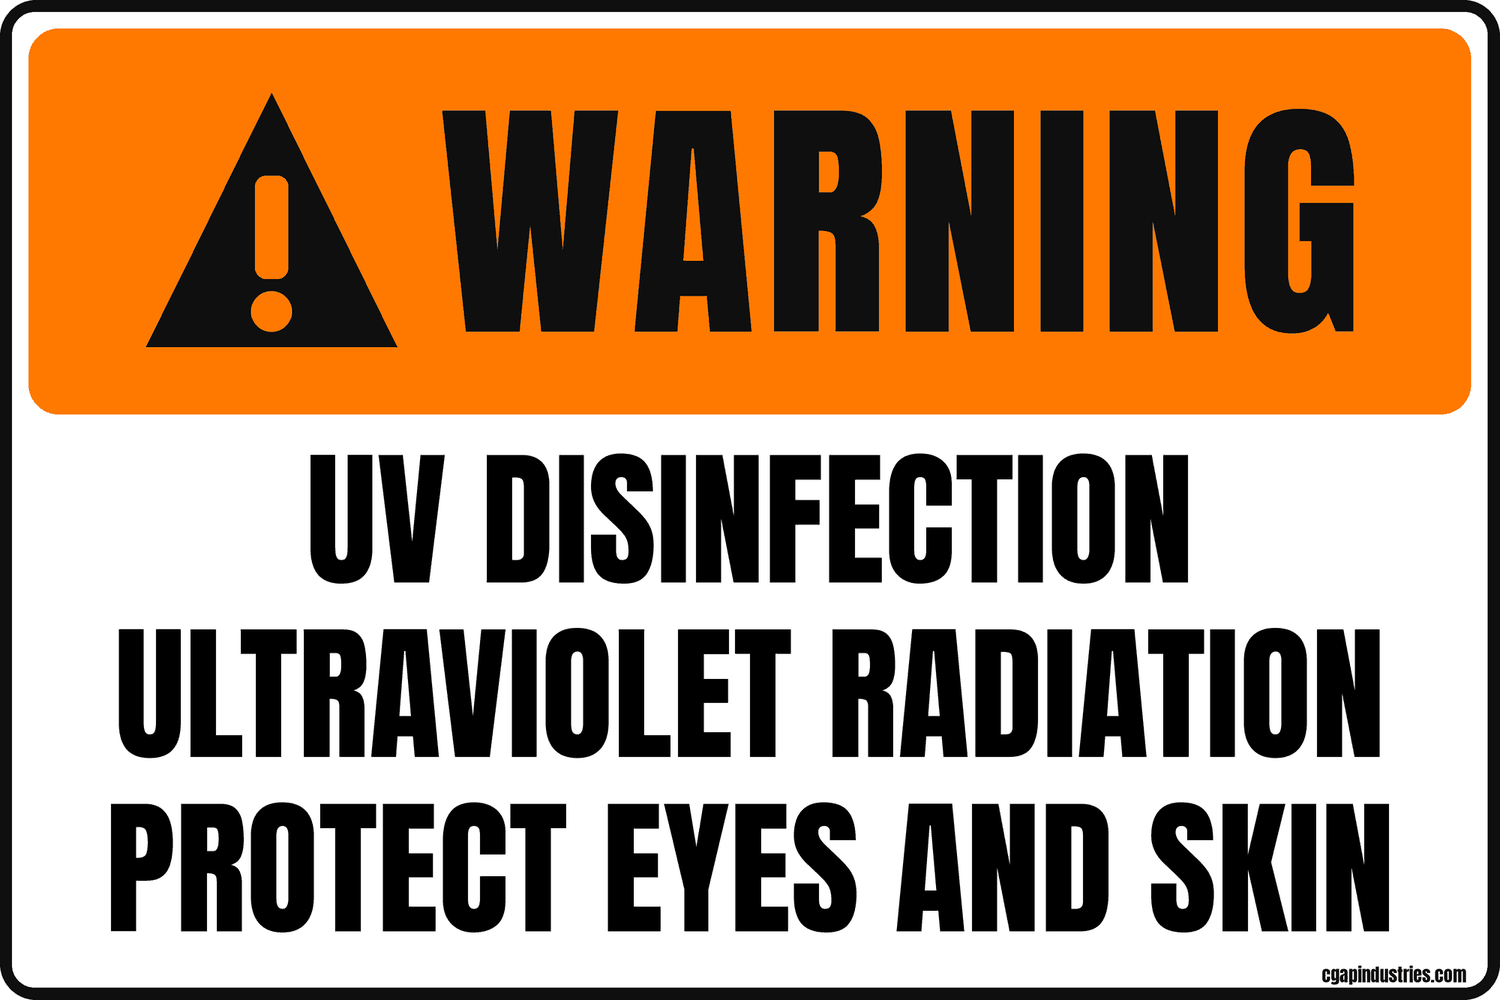 WARNING
UV DISINFECTION
ULTRAVIOLET RADIATION
PROTECT EYES AND SKIN
cgapindustries.com